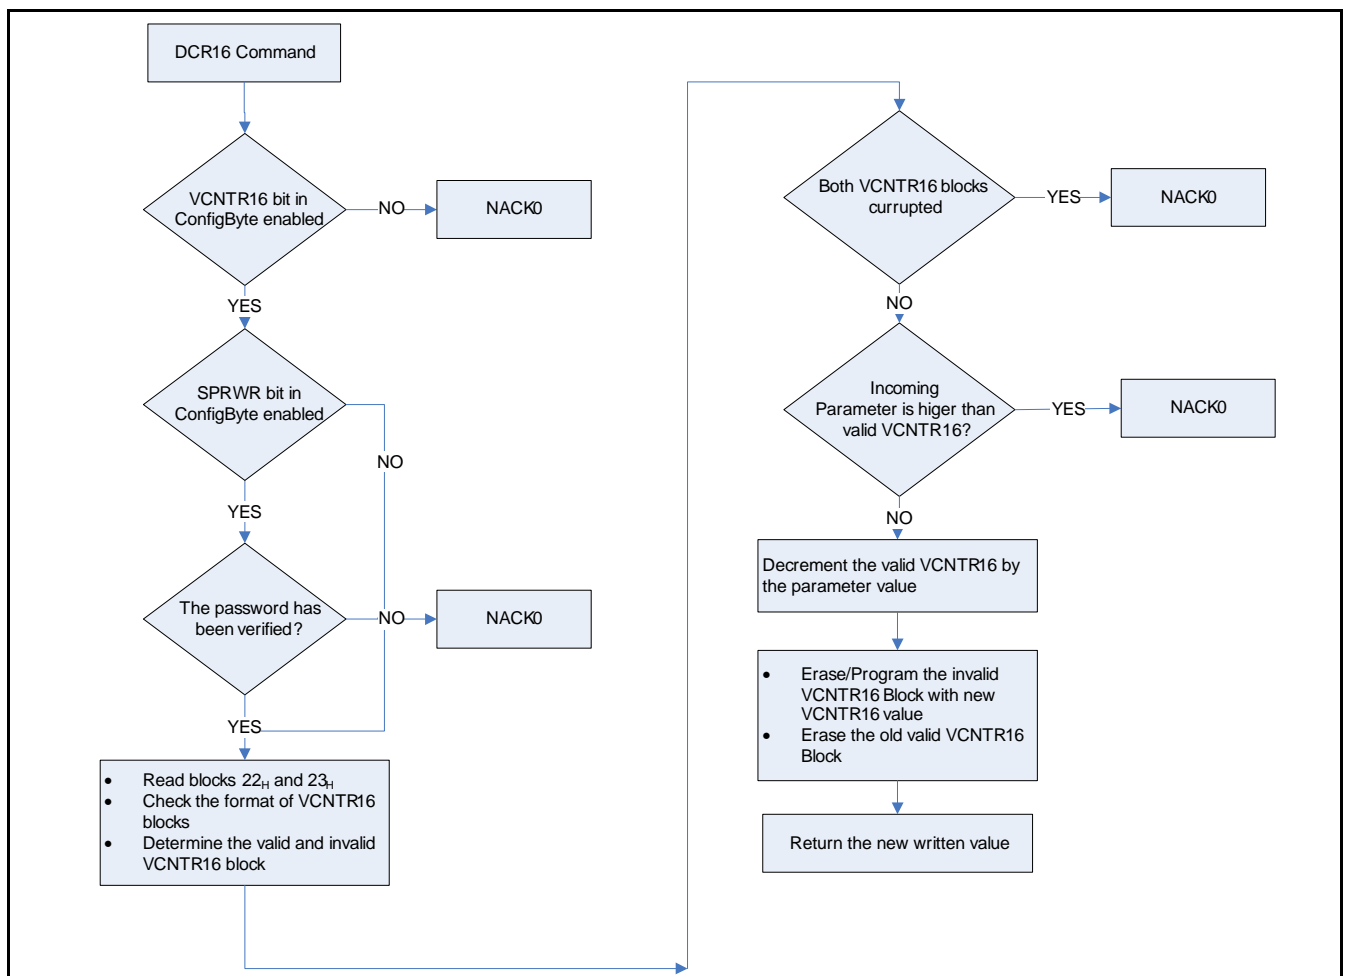 DCR16 Command
VCNTR16 bit in
ConfigByte enabled
NO
NACK0
YES
SPRWR bit in
ConfigByte enabled
NO
YES
The password has
been verified?
NO
NACK0
YES
• Read blocks 22H and 23H
• Check the format of VCNTR16
blocks
• Determine the valid and invalid
VCNTR16 block
Both VCNTR16 blocks
currupted
YES
NACK0
NO
Incoming
Parameter is higer than
valid VCNTR16?
YES
NACK0
NO
Decrement the valid VCNTR16 by
the parameter value
• Erase/Program the invalid
VCNTR16 Block with new
VCNTR16 value
• Erase the old valid VCNTR16
Block
Return the new written value